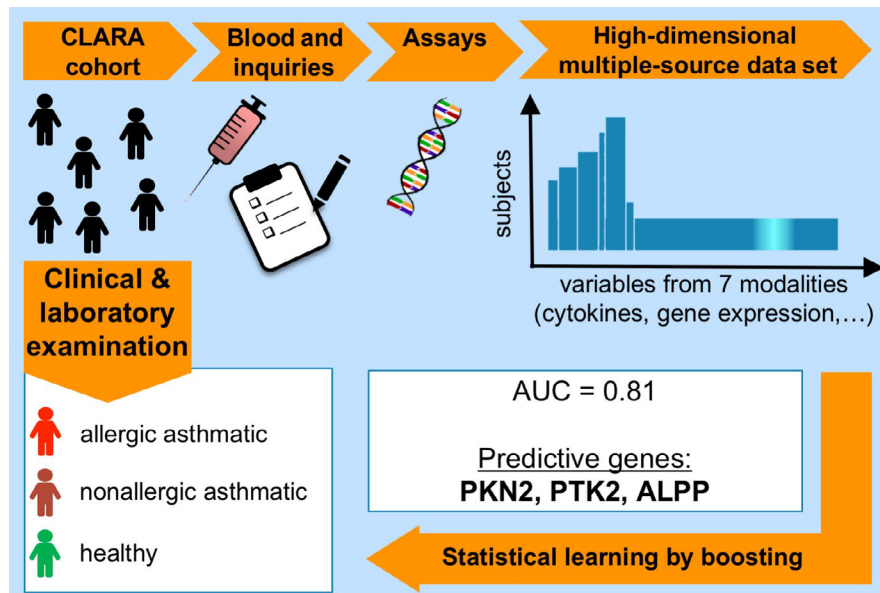 CLARA
cohort
Blood and
inquiries
Assays
High-dimensional
multiple-source data set
subjects
variables from 7 modalities
(cytokines, gene expression,…)
Clinical &
laboratory
examination
allergic asthmatic
nonallergic asthmatic
healthy
AUC = 0.81
Predictive genes:
PKN2, PTK2, ALPP
Statistical learning by boosting